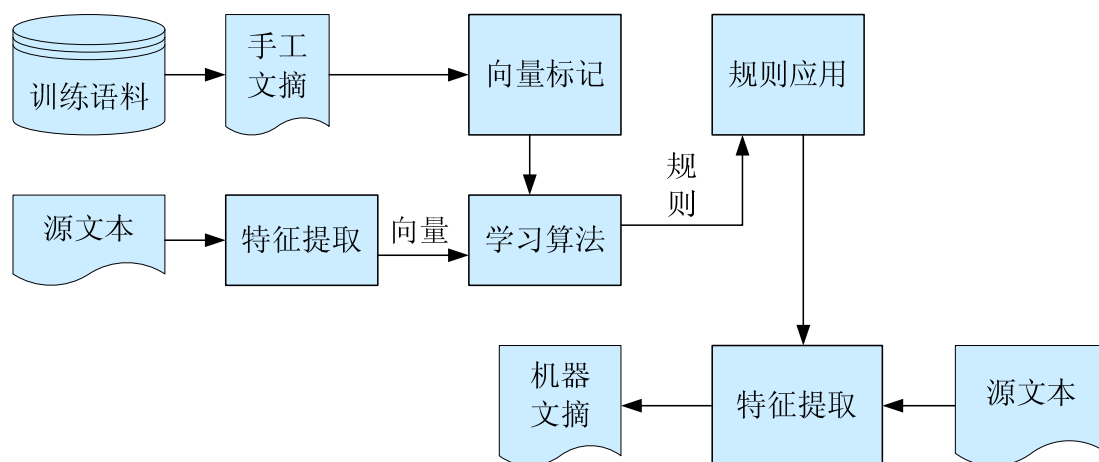 训练语料
手工
文摘
向量标记
规则应用
源文本
特征提取
向量
学习算法
规
则
机器
文摘
特征提取
源文本